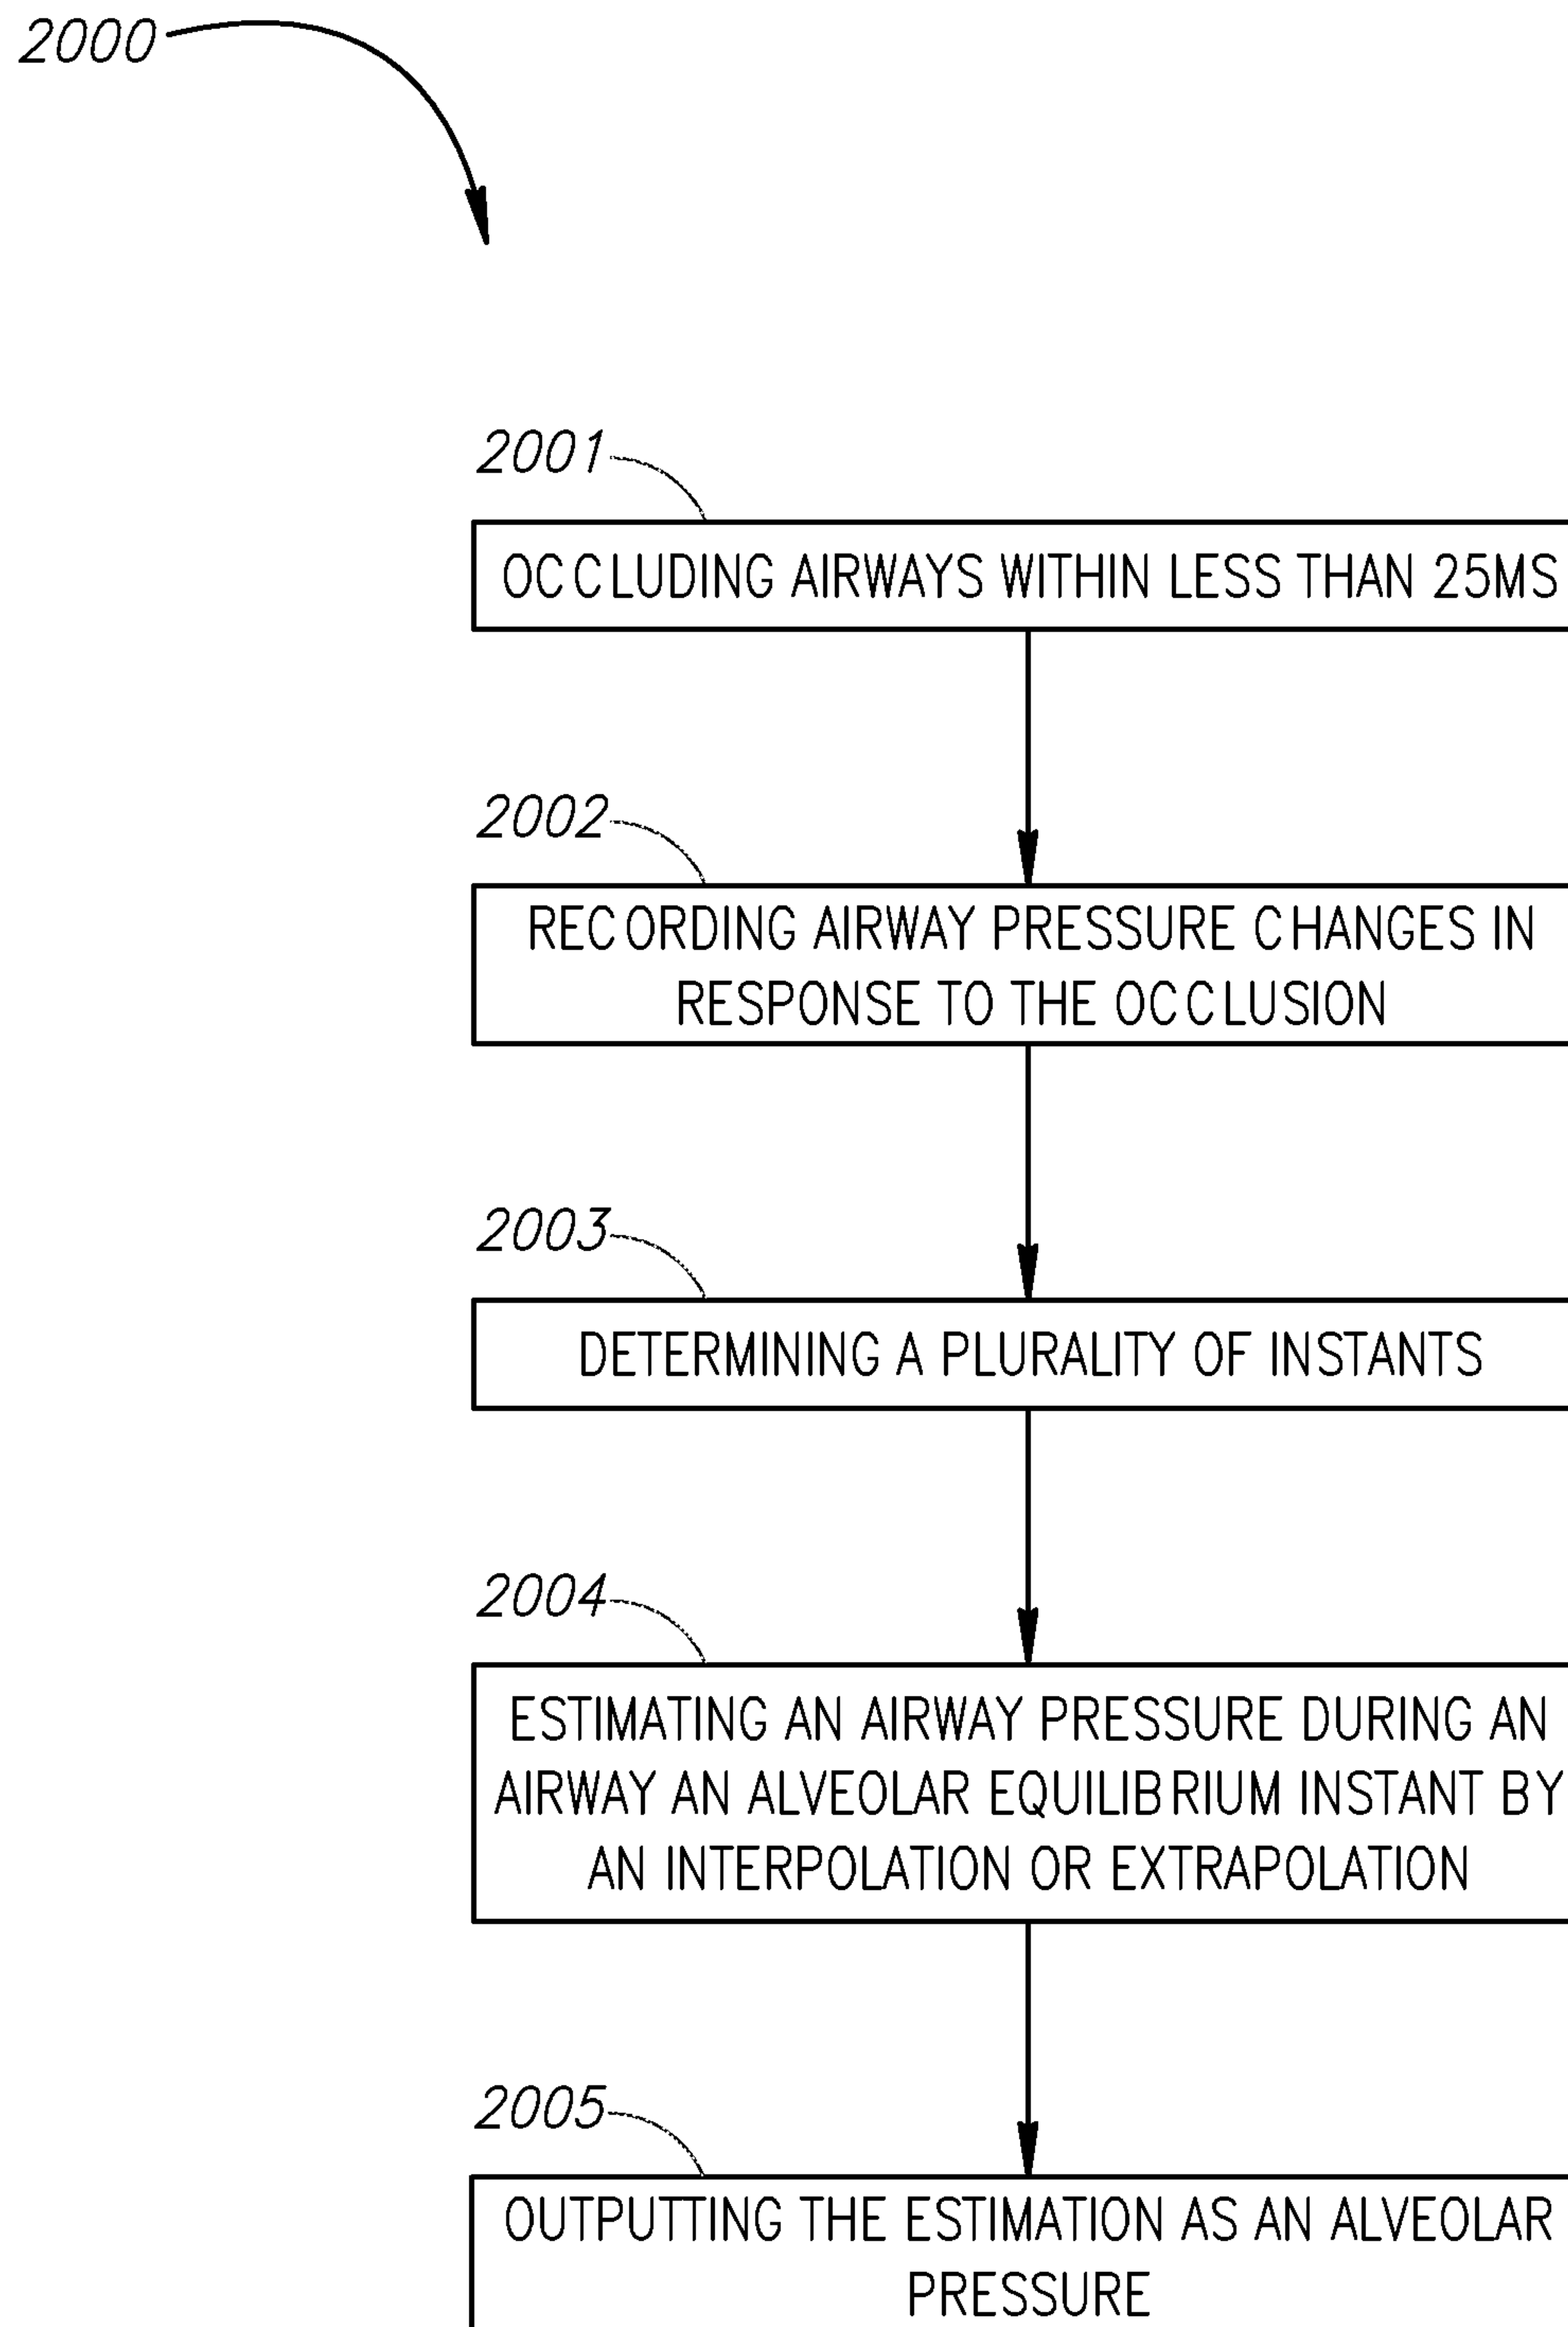 2000
2001
OCCLUDING AIRWAYS WITHIN LESS THAN 25MS
2002
RECORDING AIRWAY PRESSURE CHANGES IN
RESPONSE TO THE OCCLUSION
2003
DETERMINING A PLURALITY OF INSTANTS
2004
ESTIMATING AN AIRWAY PRESSURE DURING AN
AIRWAY AN ALVEOLAR EQUILIBRIUM INSTANT BY
AN INTERPOLATION OR EXTRAPOLATION
2005
OUTPUTTING THE ESTIMATION AS AN ALVEOLAR
PRESSURE